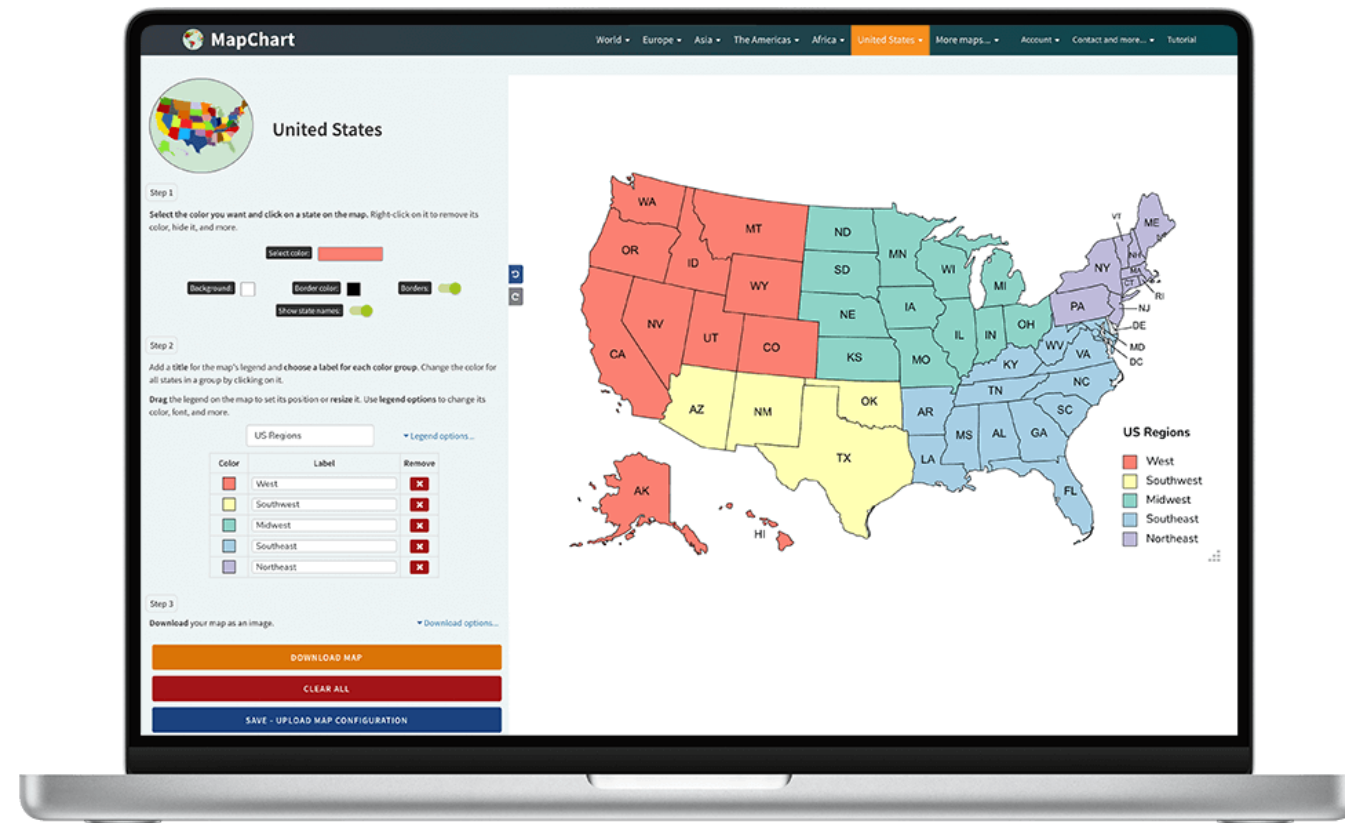 MapChart
World Europe Asia The Americas Africa United States More maps... Account Contact and more... Tutorial
United States
Step 1
Select the color you want and click on a state on the map. Right-click on it to remove its
color, hide it, and more.
Select color:
Background: Border color: Borders:
Show state names:
Step 2
Add a title for the map's legend and choose a label for each color group. Change the color for
all states in a group by clicking on it.
Drag the legend on the map to set its position or resize it. Use legend options to change its
color, font, and more.
US Regions Legend options...
Color Label Remove
West
Southwest
Midwest
Southeast
Northeast
Step 3
Download your map as an image. Download options...
DOWNLOAD MAP
CLEAR ALL
SAVE - UPLOAD MAP CONFIGURATION
WA
MT
ND
MN
OR
ID
SD
WI
MI
WY
NE
IA
NV
UT
CO
KS
MO
IL
IN
OH
CA
AZ
NM
OK
TX
AR
LA
MS
AL
GA
FL
SC
NC
TN
KY
WV
VA
PA
NY
VT
ME
NH
MA
CT
RI
NJ
DE
MD
DC
AK
HI
US Regions
West
Southwest
Midwest
Southeast
Northeast